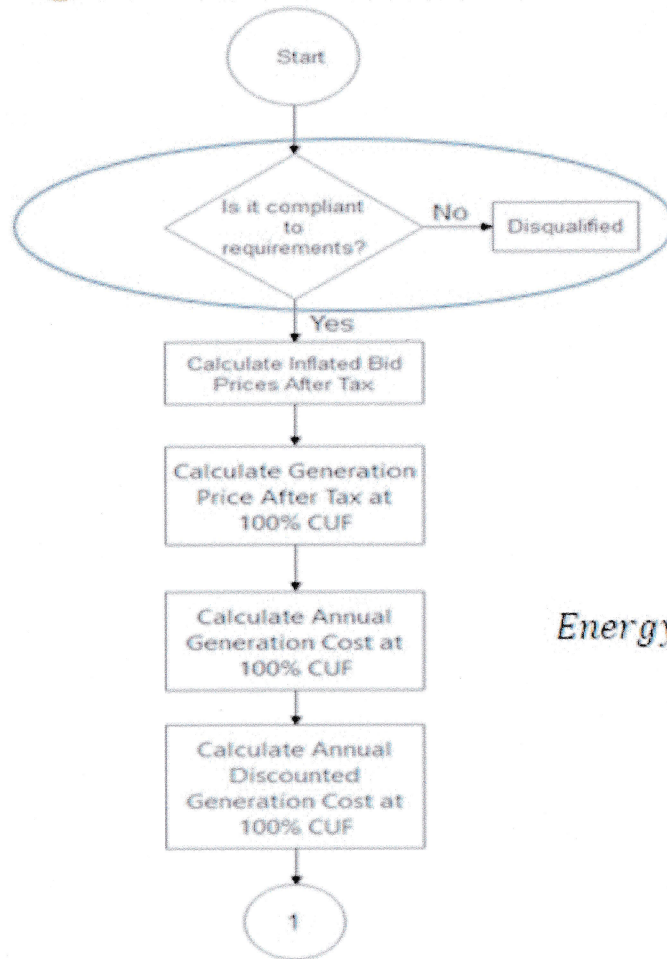 Start
Is it compliant
to
requirements?
No
Disqualified
Yes
Calculate Inflated Bid
Prices After Tax
Calculate Generation
Price After Tax at
100% CUF
Calculate Annual
Generation Cost at
100% CUF
Energy
Calculate Annual
Discounted
Generation Cost at
100% CUF
1